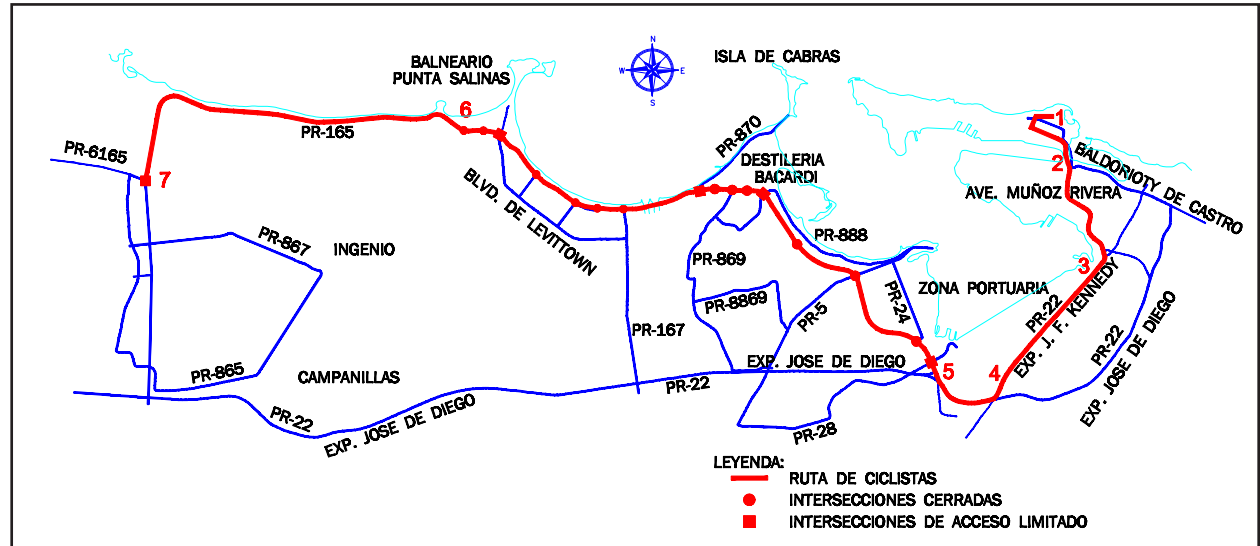 N
W
E
S
BALNEARIO
PUNTA SALINAS
ISLA DE CABRAS
6
PR-165
PR-6165
7
PR-870
DESTILERIA
BACARDI
1
2
BALDORIOTY DE CASTRO
AVE. MUÑOZ RIVERA
BLVD. DE LEVITTOWN
PR-867
INGENIO
PR-888
PR-869
3
ZONA PORTUARIA
PR-8869
PR-5
PR-24
PR-22
EXP. J. F. KENNEDY
PR-167
PR-22
EXP. JOSE DE DIEGO
EXP. JOSE DE DIEGO
5
4
PR-865
CAMPANILLAS
PR-22
PR-22
EXP. JOSE DE DIEGO
PR-28
LEYENDA:
RUTA DE CICLISTAS
INTERSECCIONES CERRADAS
INTERSECCIONES DE ACCESO LIMITADO